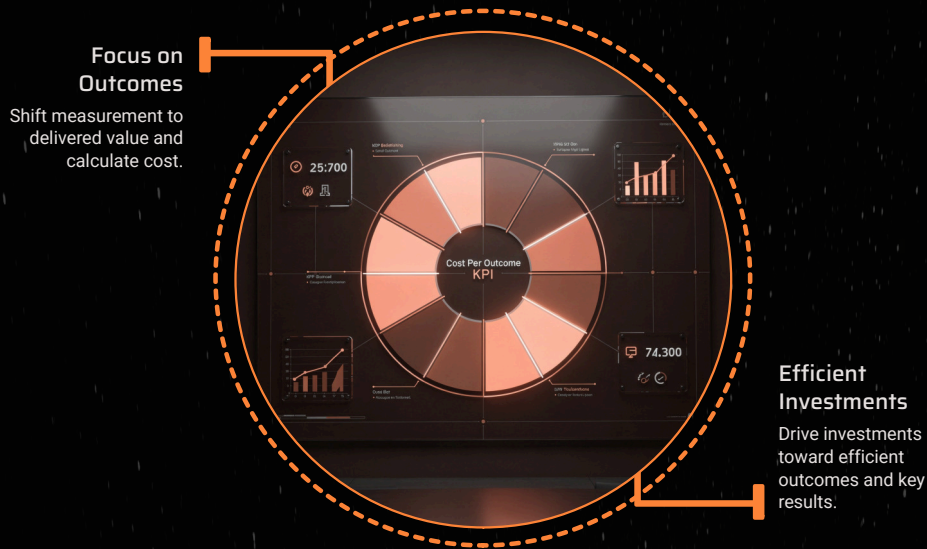 Focus on
Outcomes
Shift measurement to
delivered value and
calculate cost.
25:700
Cost Per Outcome
KPI
74.300
Efficient
Investments
Drive investments
toward efficient
outcomes and key
results.